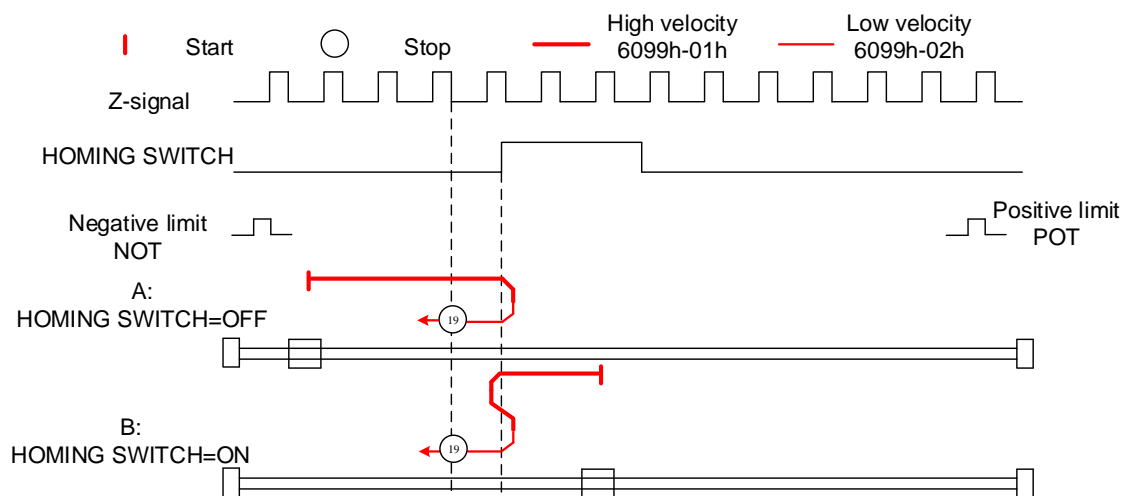 Start
Stop
High velocity
6099h-01h
Low velocity
6099h-02h
Z-signal
HOMING SWITCH
Negative limit
NOT
Positive limit
POT
A:
HOMING SWITCH=OFF
19
B:
HOMING SWITCH=ON
19